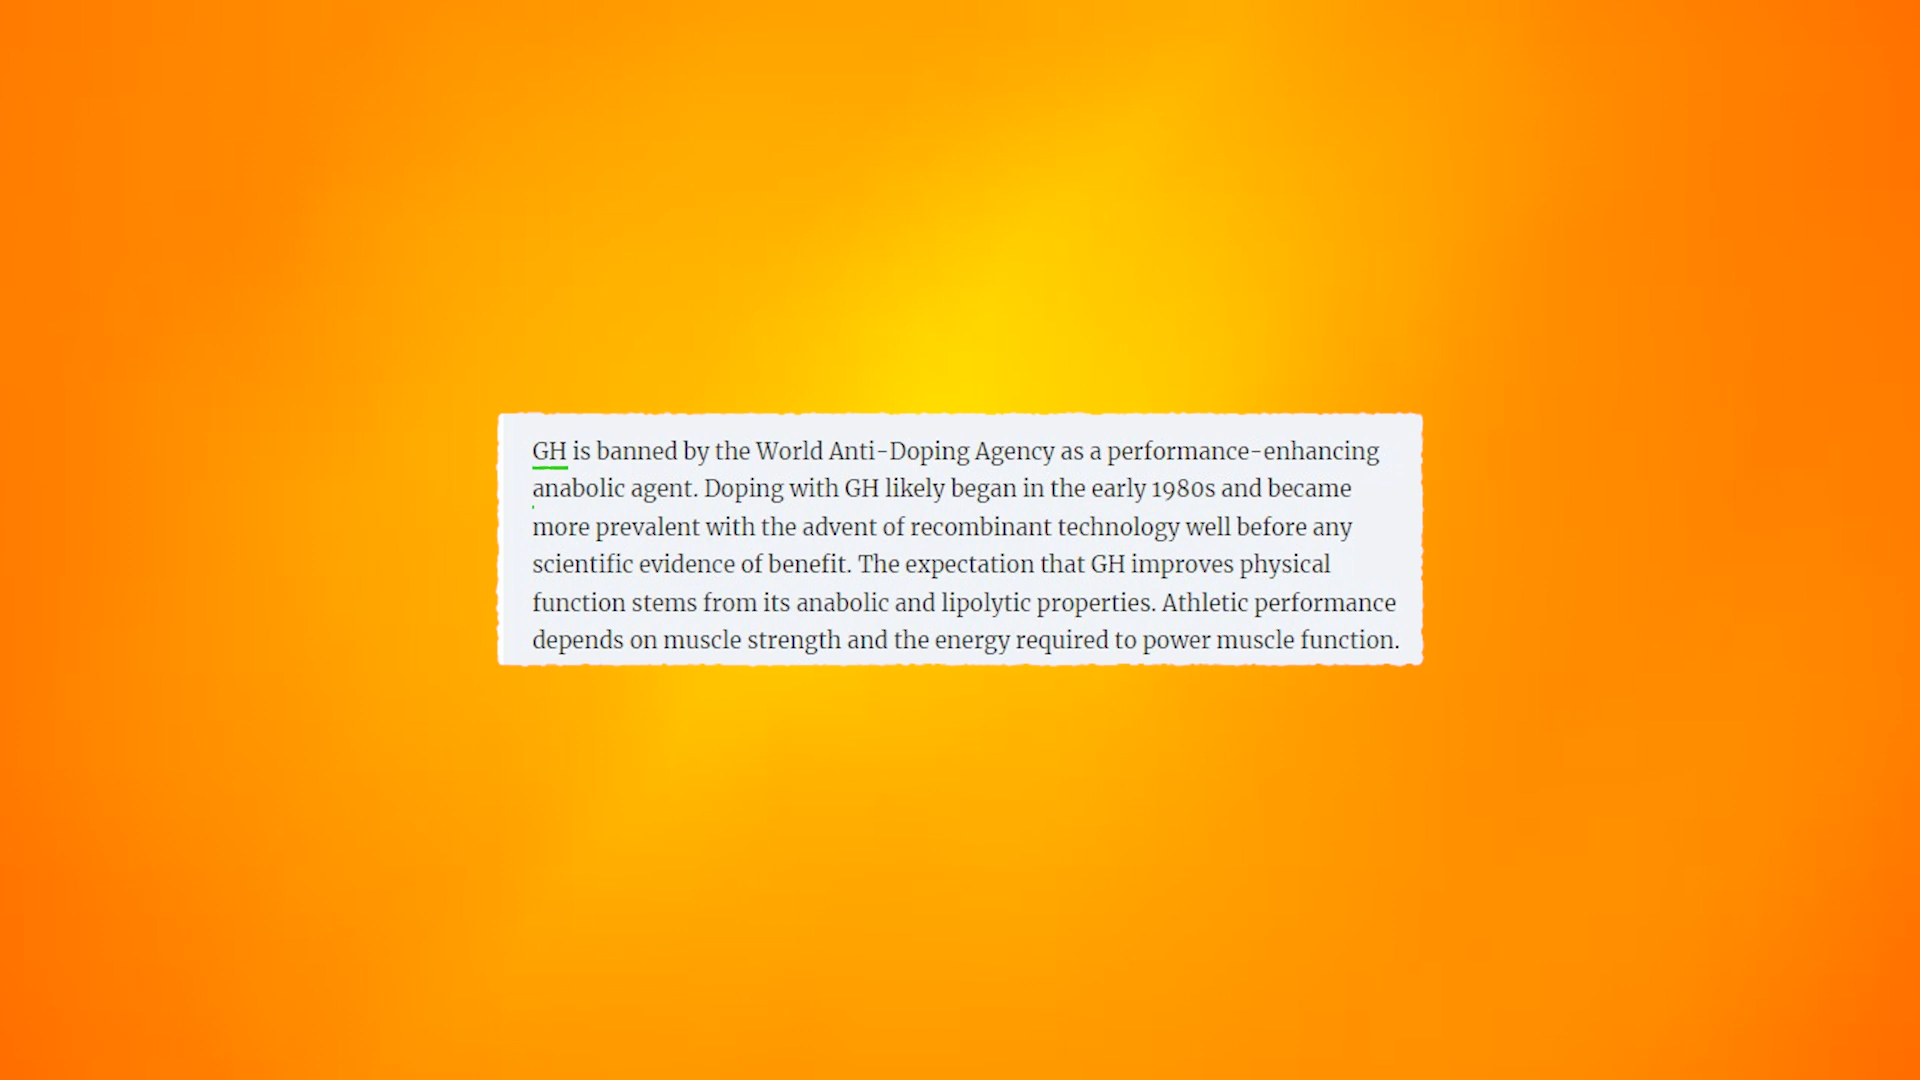 GH is banned by the World Anti-Doping Agency as a performance-enhancing
anabolic agent. Doping with GH likely began in the early 1980s and became
more prevalent with the advent of recombinant technology well before any
scientific evidence of benefit. The expectation that GH improves physical
function stems from its anabolic and lipolytic properties. Athletic performance
depends on muscle strength and the energy required to power muscle function.